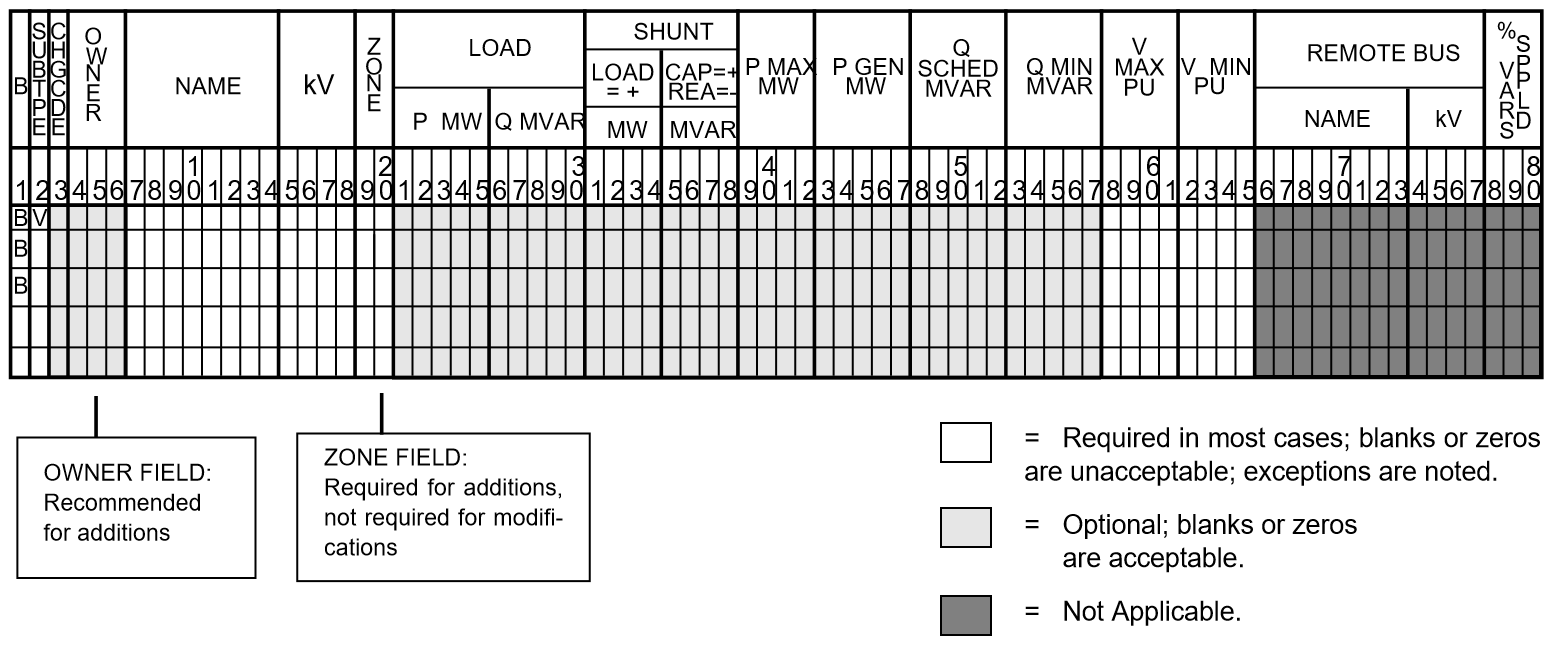 B
SUBTPE
CHGCDE
OWNER
NAME
kV
ZONE
LOAD
P MW
Q MVAR
SHUNT
LOAD
= +
MW
CAP=+
REA=-
MVAR
P MAX
MW
P GEN
MW
Q
SCHED
MVAR
Q MIN
MVAR
V
MAX
PU
V MIN
PU
REMOTE BUS
NAME
kV
% VARS
SPPLD
1 2 3 4 5 6 7 8 9 10 1 2 3 4 5 6 7 8 9 20 1 2 3 4 5 6 7 8 9 30 1 2 3 4 5 6 7 8 9 40 1 2 3 4 5 6 7 8 9 50 1 2 3 4 5 6 7 8 9 60 1 2 3 4 5 6 7 8 9 70 1 2 3 4 5 6 7 8 9 80
B V
B
B
OWNER FIELD:
Recommended
for additions
ZONE FIELD:
Required for additions,
not required for modifi-
cations
= Required in most cases; blanks or zeros
are unacceptable; exceptions are noted.
= Optional; blanks or zeros
are acceptable.
= Not Applicable.